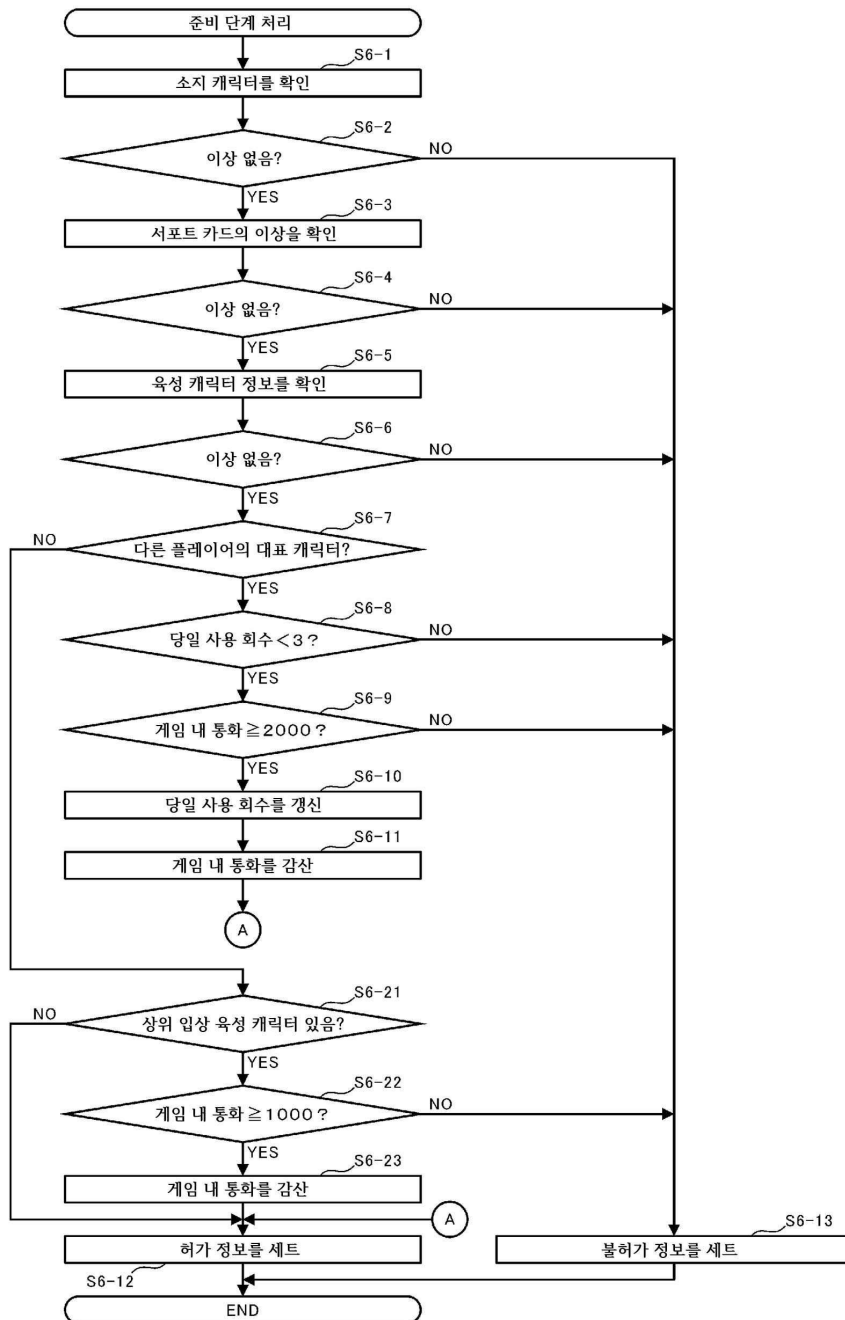 준비 단계 처리
S6-1
소지 캐릭터를 확인
S6-2
이상 없음?
NO
YES
S6-3
서포트 카드의 이상을 확인
S6-4
이상 없음?
NO
YES
S6-5
육성 캐릭터 정보를 확인
S6-6
이상 없음?
NO
YES
S6-7
NO
다른 플레이어의 대표 캐릭터?
YES
S6-8
당일 사용 회수<3?
NO
YES
S6-9
게임 내 통화≧2000?
NO
YES
S6-10
당일 사용 회수를 갱신
S6-11
게임 내 통화를 감산
A
S6-21
NO
상위 입상 육성 캐릭터 있음?
YES
S6-22
게임 내 통화≧1000?
NO
YES
S6-23
게임 내 통화를 감산
A
S6-13
허가 정보를 세트
불허가 정보를 세트
S6-12
END